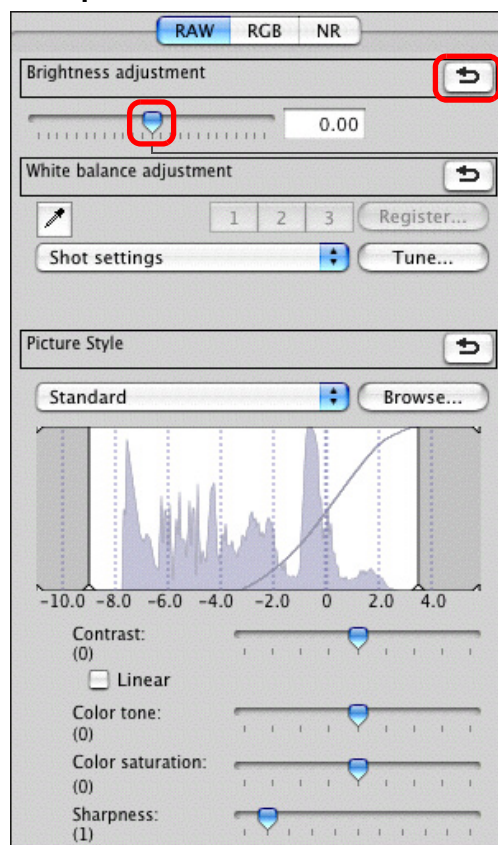 RAW RGB NR
Brightness adjustment
0.00
White balance adjustment
1 2 3 Register...
Shot settings Tune...
Picture Style
Standard Browse...
-10.0 -8.0 -6.0 -4.0 -2.0 0 2.0 4.0
Contrast:
(0)
Linear
Color tone:
(0)
Color saturation:
(0)
Sharpness:
(1)